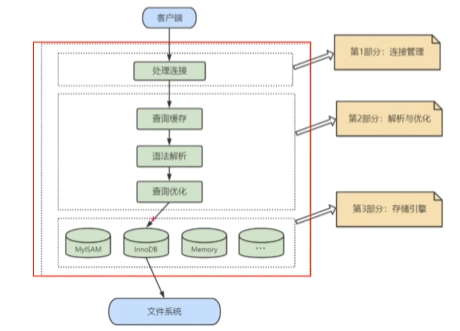 客户端
处理连接
第1部分：连接管理
查询缓存
第2部分：解析与优化
语法解析
查询优化
第3部分：存储引擎
MyISAM
InnoDB
Memory
...
文件系统